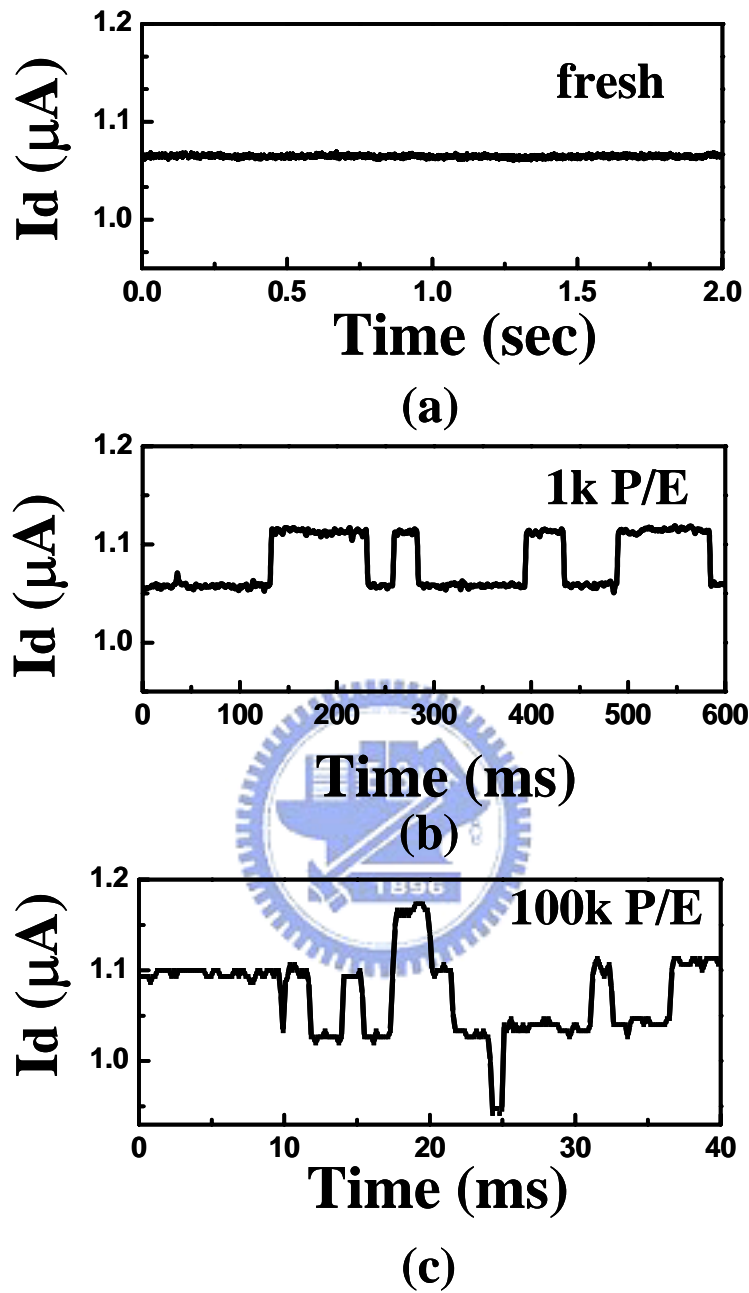 1.2
1.1
1.0
Id (μA)
fresh
0.0 0.5 1.0 1.5 2.0
Time (sec)
(a)
1.2
1.1
1.0
Id (μA)
1k P/E
0 100 200 300 400 500 600
Time (ms)
(b)
1896
1.2
1.1
1.0
Id (μA)
100k P/E
0 10 20 30 40
Time (ms)
(c)